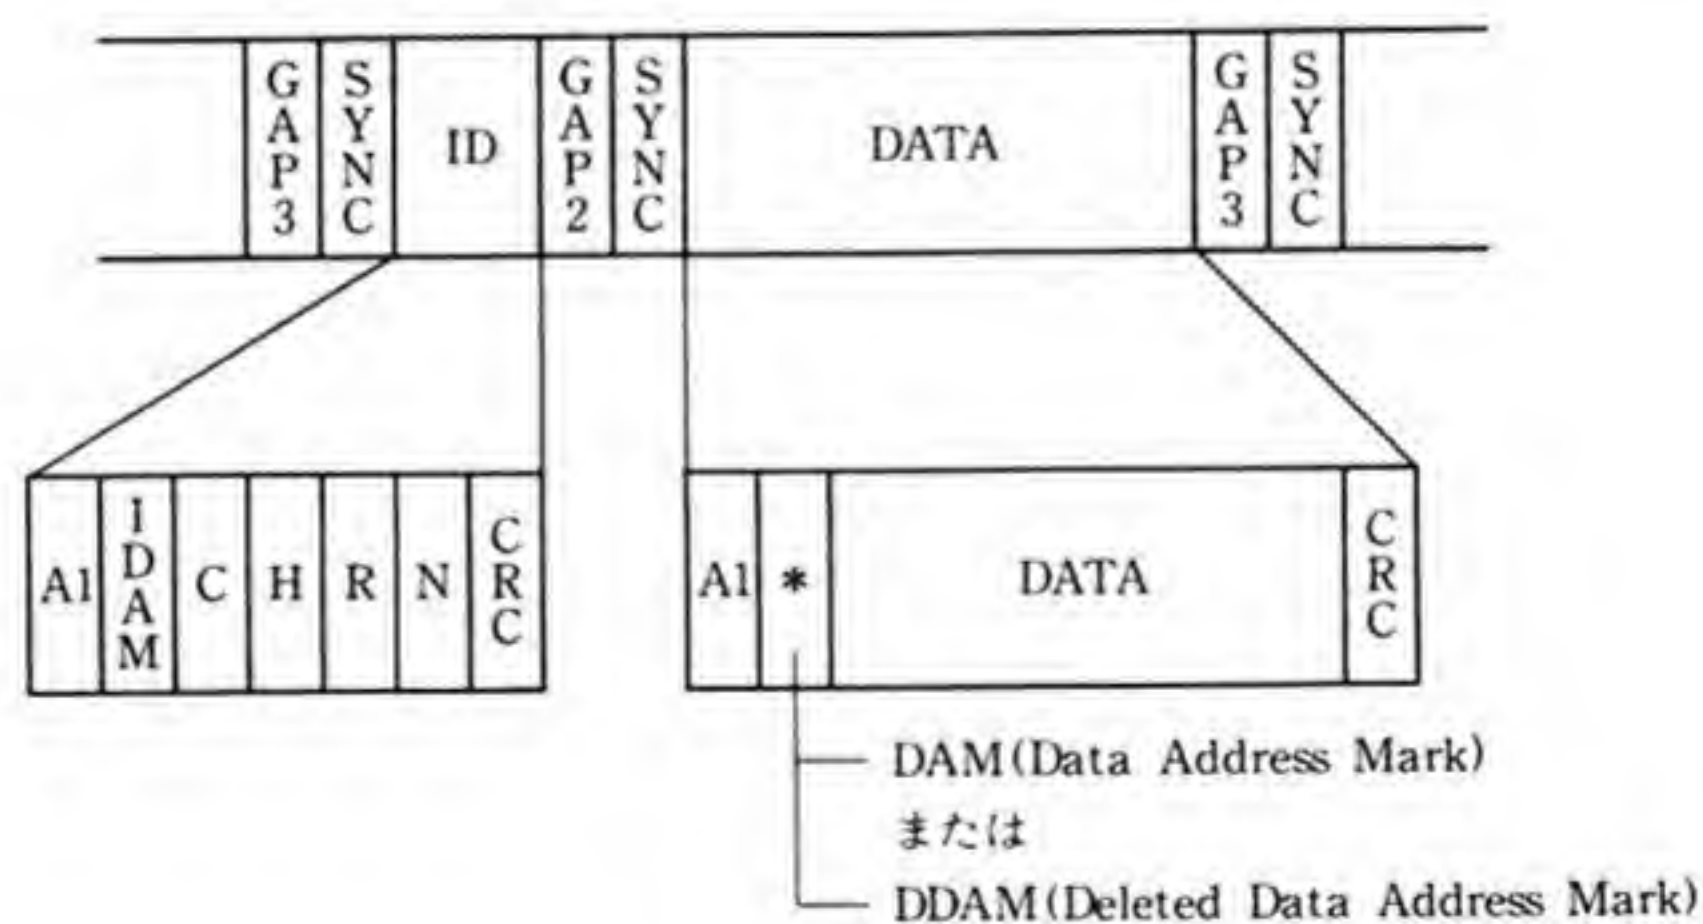 GAP3 SYNC ID GAP2 SYNC DATA GAP3 SYNC
A1 IDAM C H R N CRC
A1 * DATA CRC
DAM(Data Address Mark)
または
DDAM(Deleted Data Address Mark)